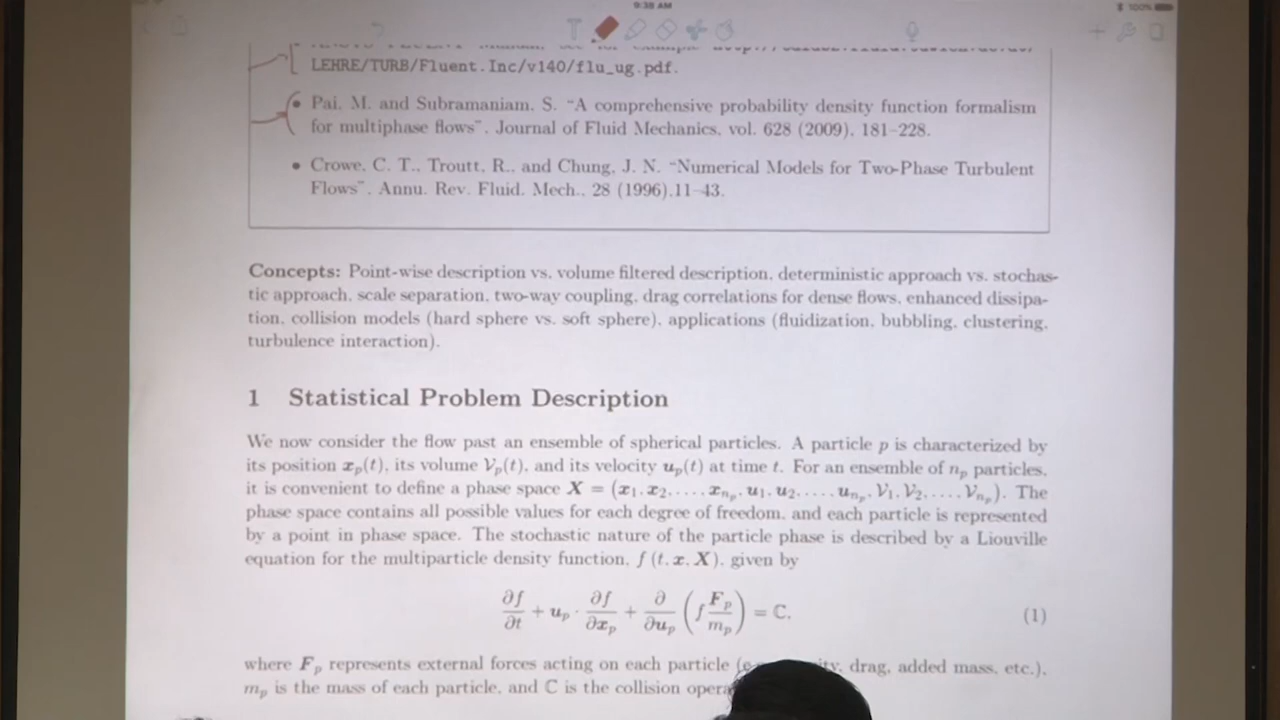 9:38 AM
100%
LEHRE/TURB/Fluent.Inc/v140/flu_ug.pdf.
• Pai, M. and Subramaniam, S. "A comprehensive probability density function formalism
for multiphase flows", Journal of Fluid Mechanics, vol. 628 (2009), 181–228.
• Crowe, C. T., Troutt, R., and Chung, J. N. "Numerical Models for Two-Phase Turbulent
Flows", Annu. Rev. Fluid. Mech., 28 (1996),11–43.
Concepts: Point-wise description vs. volume filtered description, deterministic approach vs. stochas-
tic approach, scale separation, two-way coupling, drag correlations for dense flows, enhanced dissipa-
tion, collision models (hard sphere vs. soft sphere), applications (fluidization, bubbling, clustering,
turbulence interaction).
1 Statistical Problem Description
We now consider the flow past an ensemble of spherical particles. A particle p is characterized by
its position x_p(t), its volume V_p(t), and its velocity u_p(t) at time t. For an ensemble of n_p particles,
it is convenient to define a phase space X = (x_1, x_2, ..., x_{n_p}, u_1, u_2, ..., u_{n_p}, V_1, V_2, ..., V_{n_p}). The
phase space contains all possible values for each degree of freedom, and each particle is represented
by a point in phase space. The stochastic nature of the particle phase is described by a Liouville
equation for the multiparticle density function, f (t, x, X), given by
∂f/∂t + u_p · ∂f/∂x_p + ∂/∂u_p (f F_p/m_p) = ℂ, (1)
where F_p represents external forces acting on each particle drag, added mass, etc.),
m_p is the mass of each particle, and ℂ is the collision